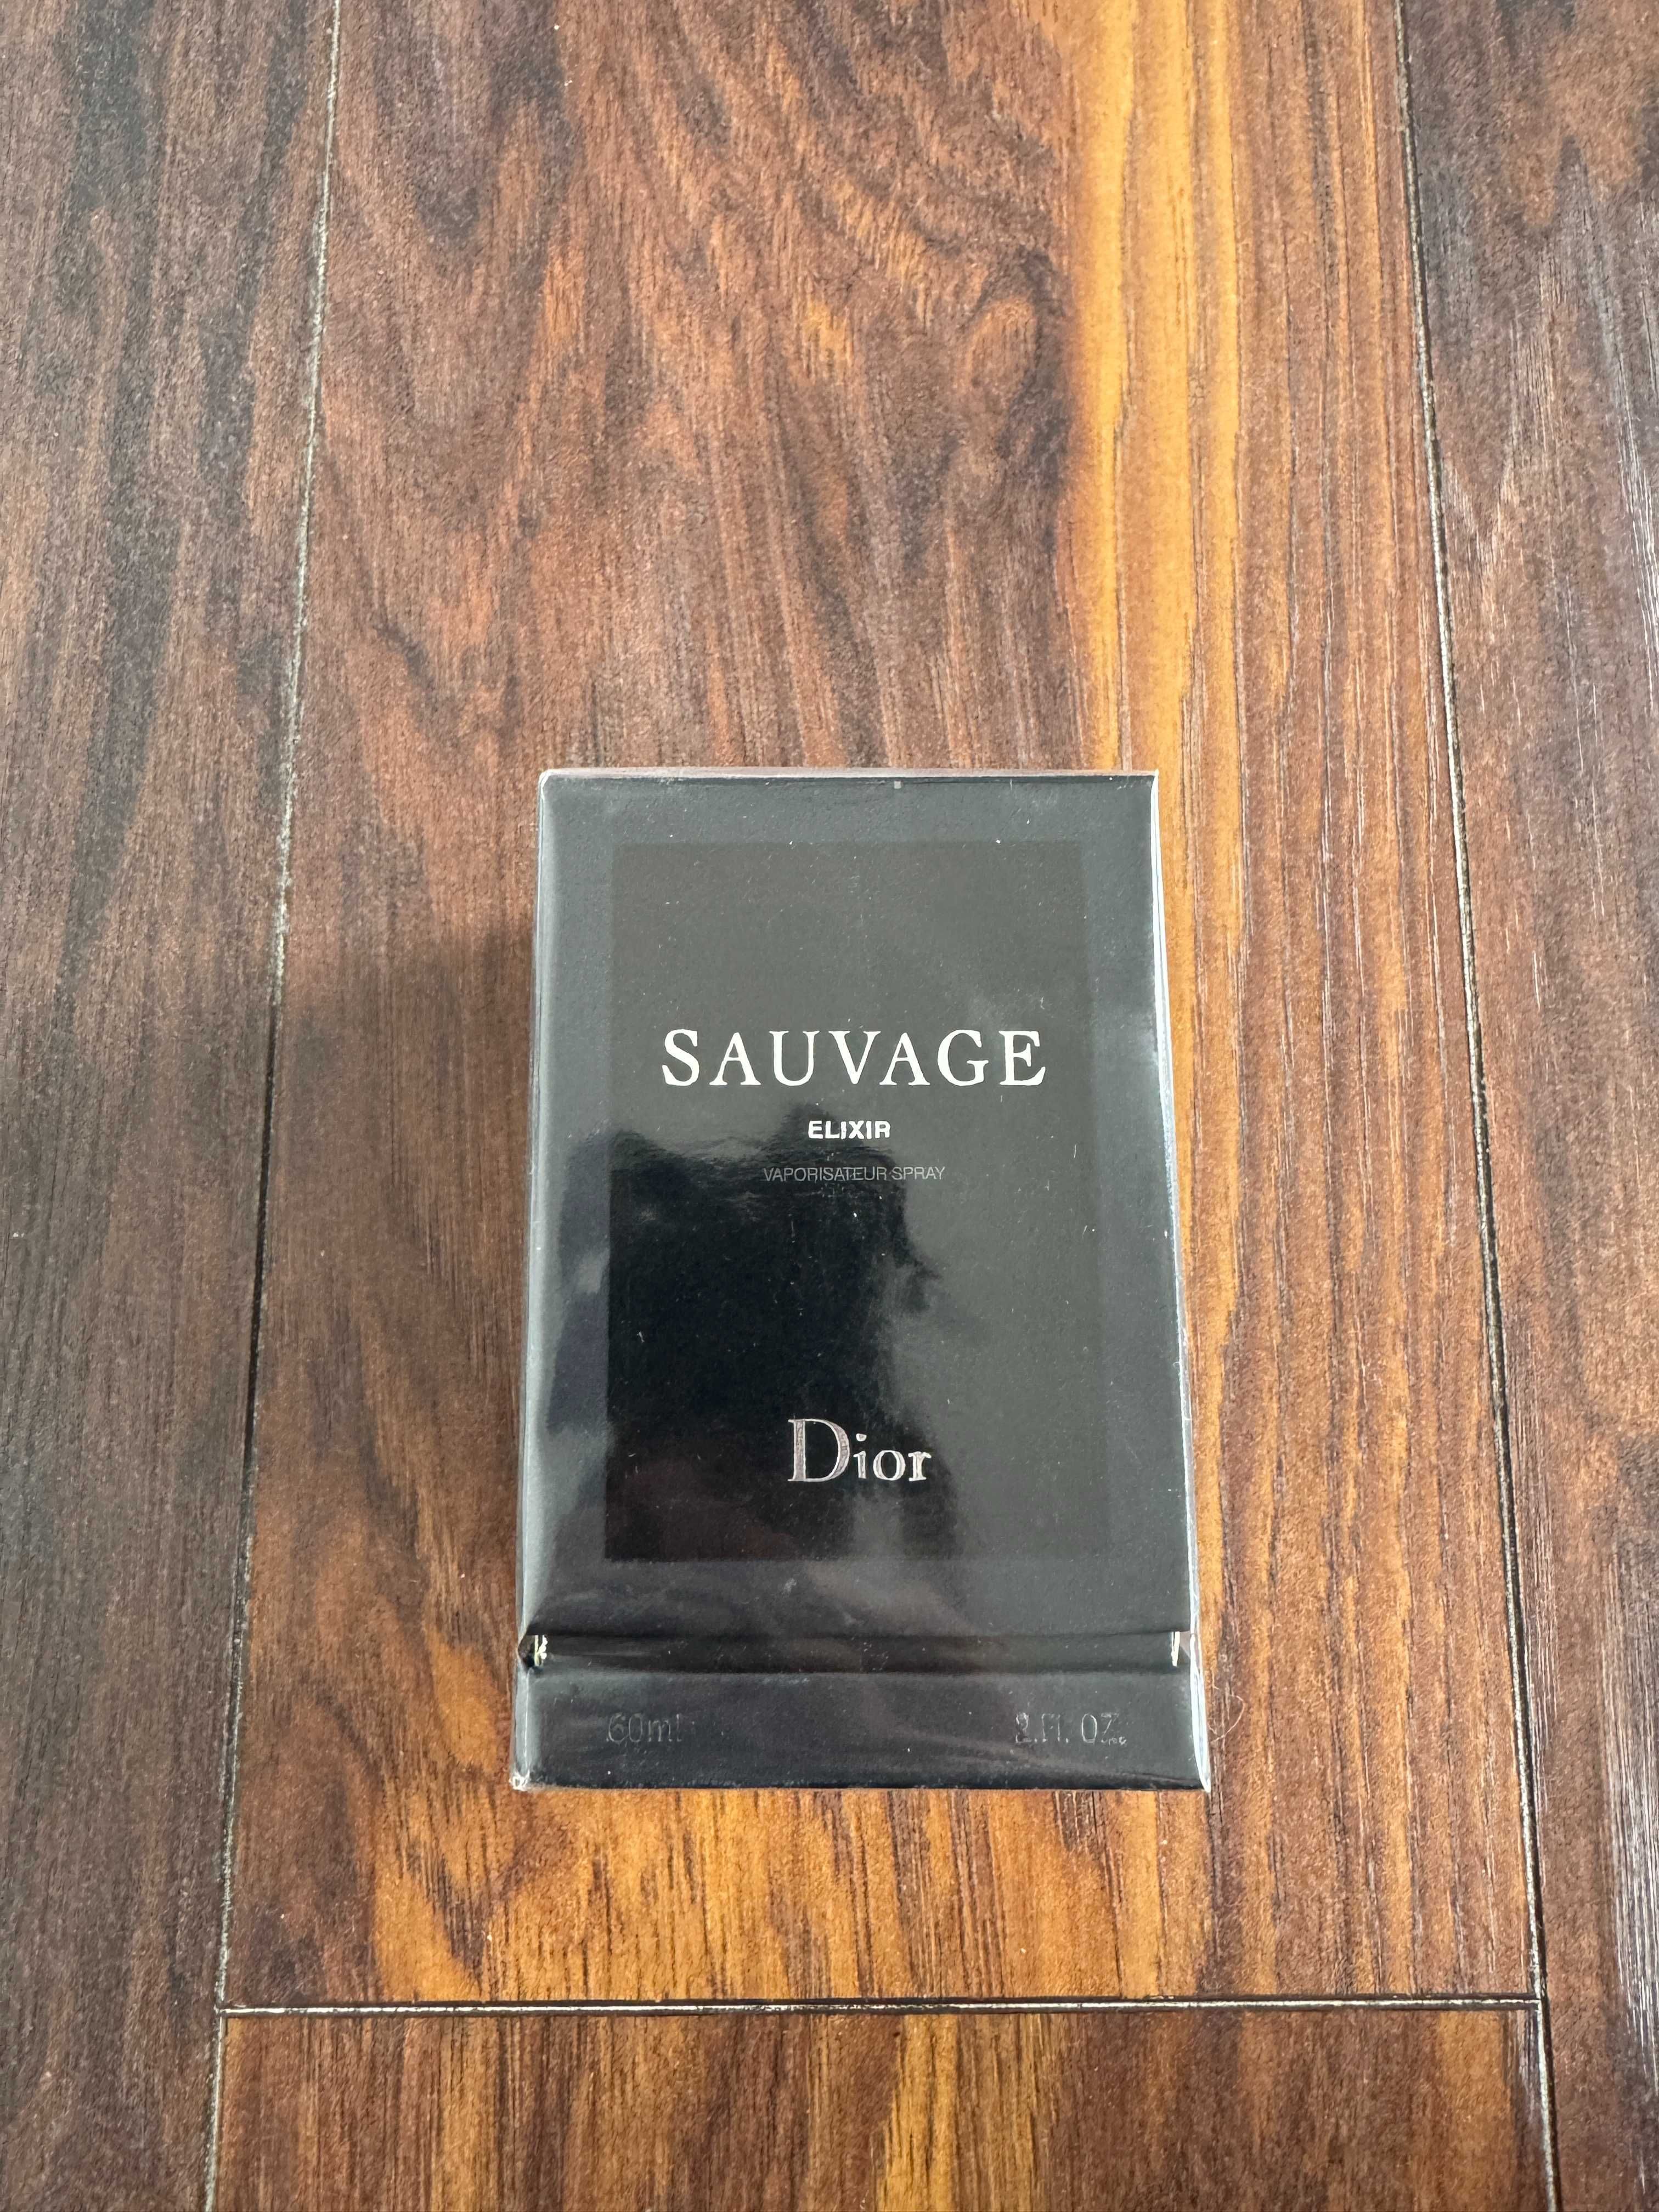 SAUVAGE
ELIXIR
VAPORISATEUR SPRAY
Dior
60ml 2.Fl. OZ.